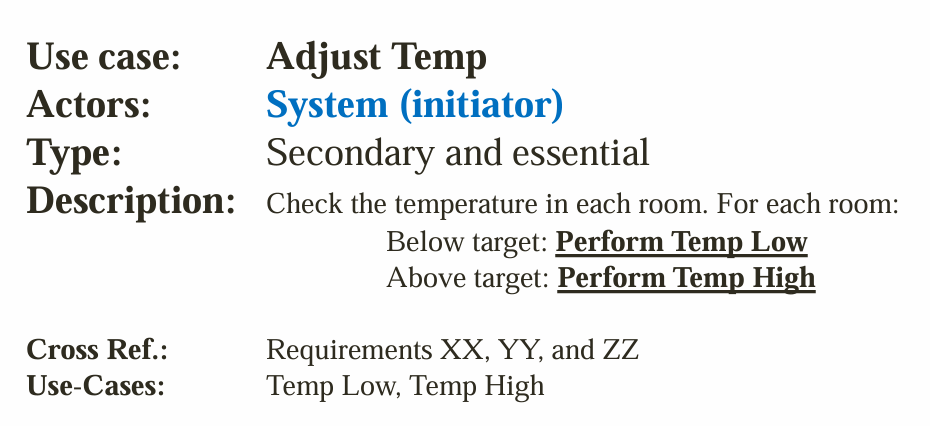 Use case: Adjust Temp
Actors: System (initiator)
Type: Secondary and essential
Description: Check the temperature in each room. For each room:
Below target: Perform Temp Low
Above target: Perform Temp High
Cross Ref.: Requirements XX, YY, and ZZ
Use-Cases: Temp Low, Temp High